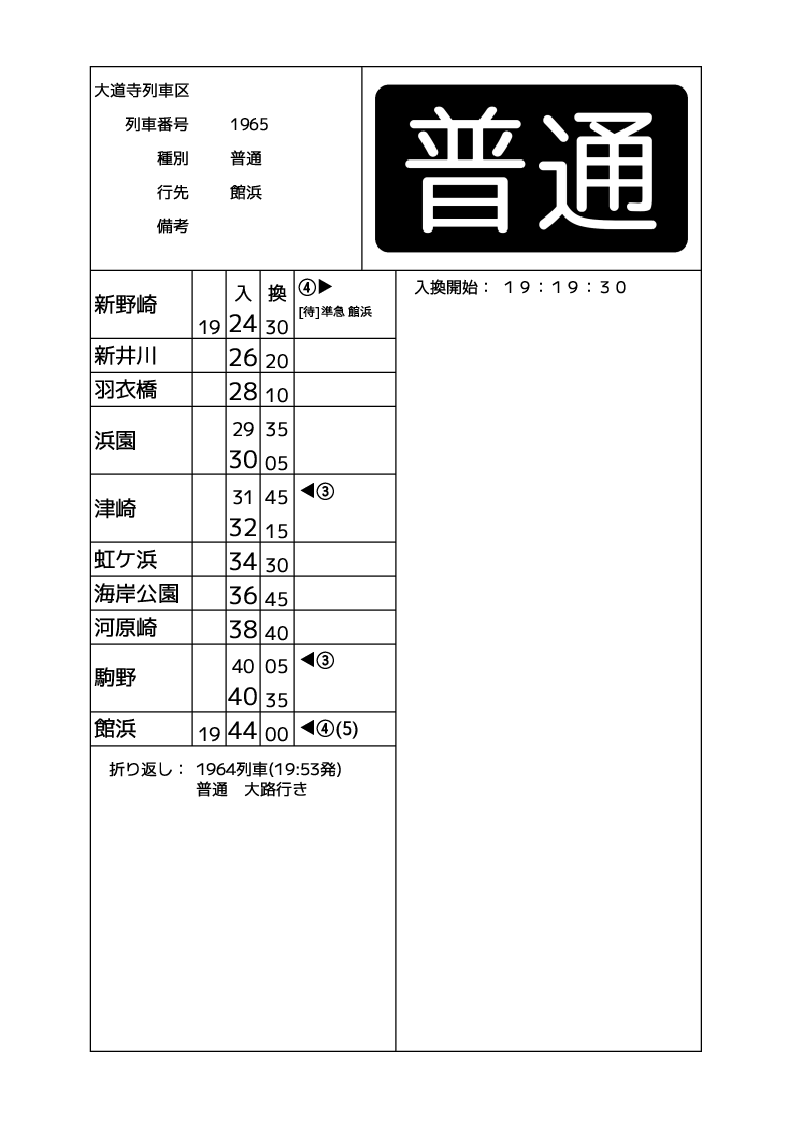 大道寺列車区
列車番号 1965
種別 普通
行先 館浜
備考
普通
新野崎 入 換 ④▶
19 24 30 [待]準急 館浜
新井川 26 20
羽衣橋 28 10
浜園 29 35
30 05
津崎 31 45 ◀③
32 15
虹ケ浜 34 30
海岸公園 36 45
河原崎 38 40
駒野 40 05 ◀③
40 35
館浜 19 44 00 ◀④(5)
折り返し： 1964列車(19:53発)
普通　大路行き
入換開始： １９：１９：３０